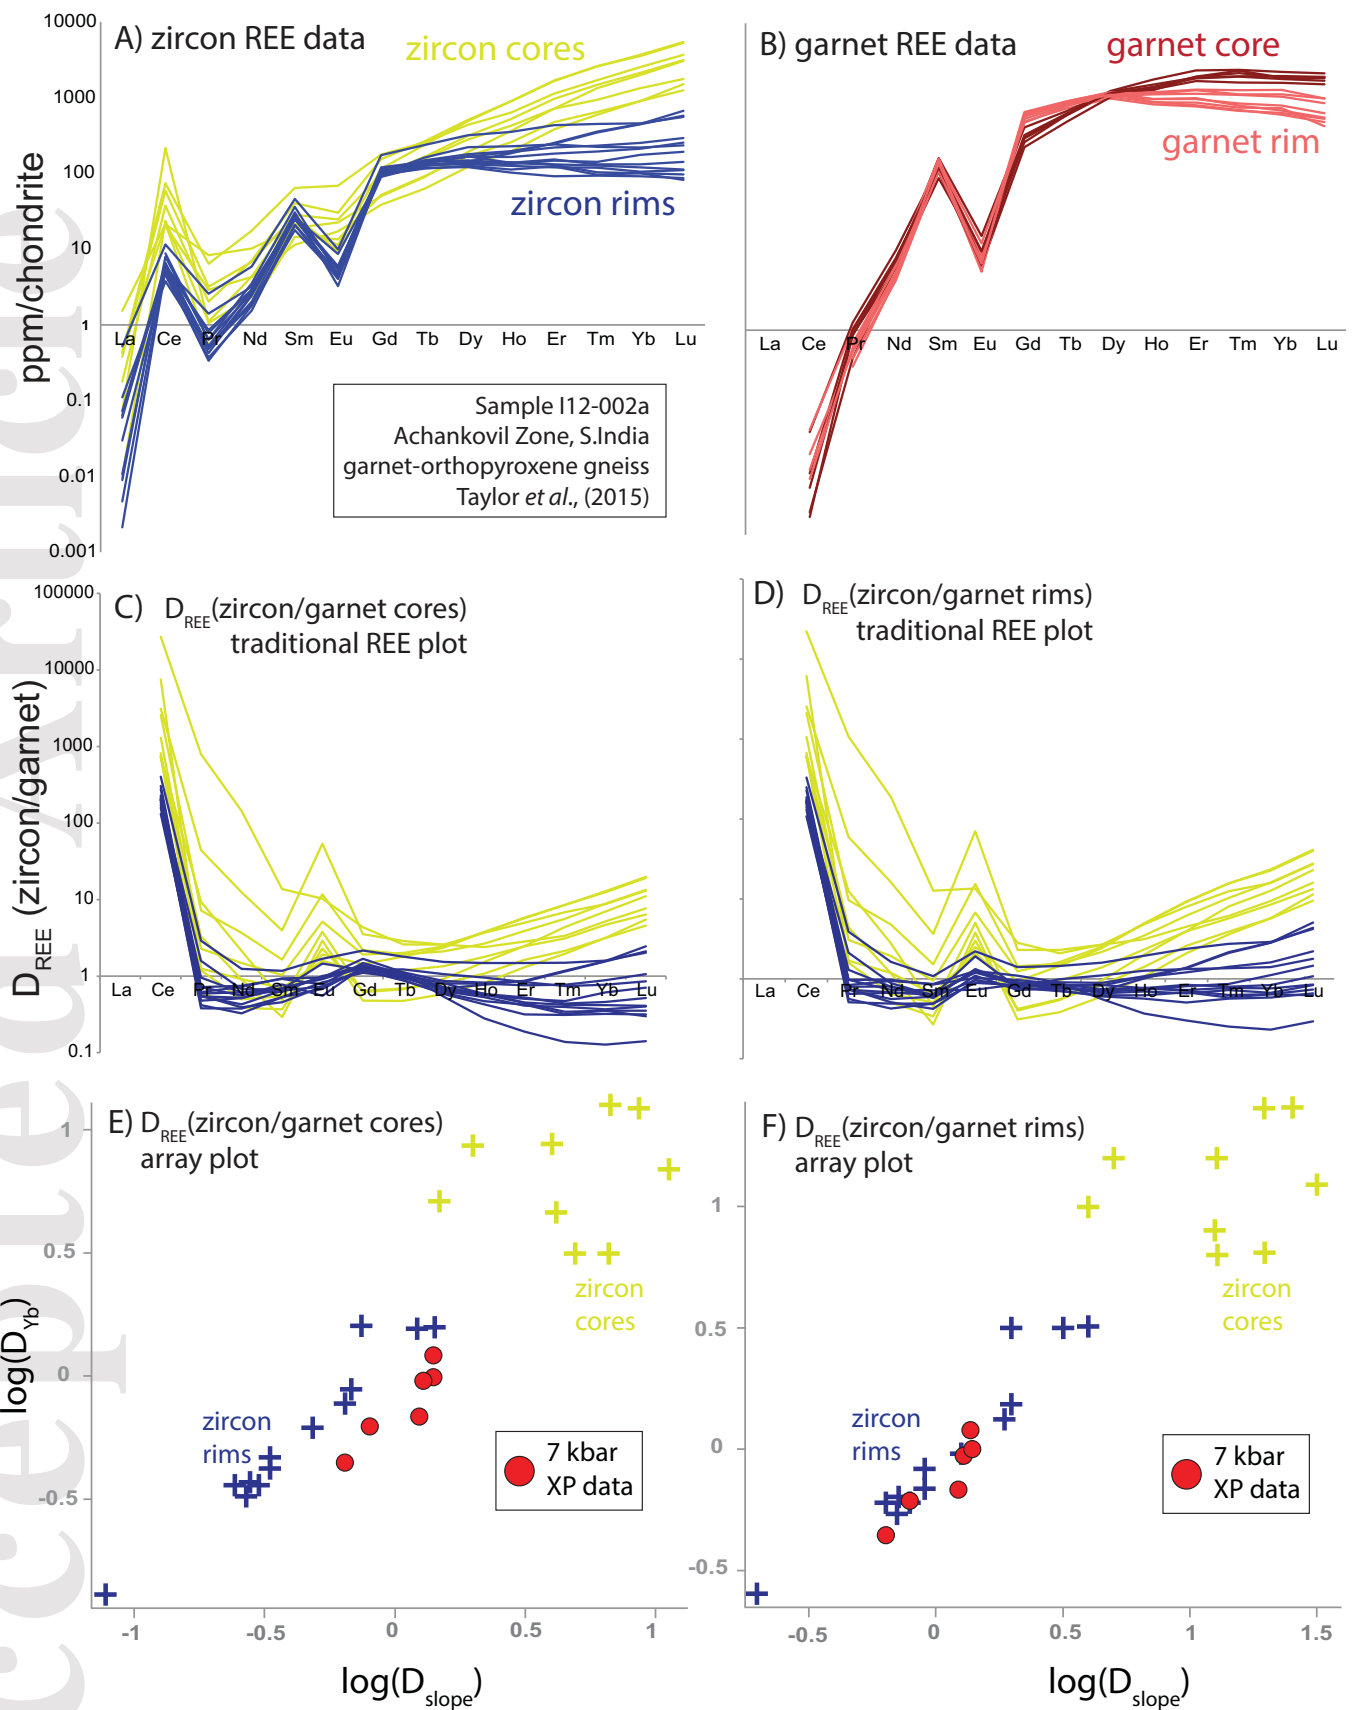 A) zircon REE data
zircon cores
zircon rims
10000
1000
100
10
1
0.1
0.01
0.001
ppm/chondrite
La Ce Pr Nd Sm Eu Gd Tb Dy Ho Er Tm Yb Lu
Sample I12-002a
Achankovil Zone, S.India
garnet-orthopyroxene gneiss
Taylor et al., (2015)
B) garnet REE data
garnet core
garnet rim
La Ce Pr Nd Sm Eu Gd Tb Dy Ho Er Tm Yb Lu
C) DREE(zircon/garnet cores)
traditional REE plot
100000
10000
1000
100
10
1
0.1
DREE (zircon/garnet)
La Ce Pr Nd Sm Eu Gd Tb Dy Ho Er Tm Yb Lu
D) DREE(zircon/garnet rims)
traditional REE plot
La Ce Pr Nd Sm Eu Gd Tb Dy Ho Er Tm Yb Lu
E) DREE(zircon/garnet cores)
array plot
1
0.5
0
-0.5
log(DYb)
zircon
cores
zircon
rims
7 kbar
XP data
-1 -0.5 0 0.5 1
log(Dslope)
F) DREE(zircon/garnet rims)
array plot
1
0.5
0
-0.5
zircon
cores
zircon
rims
7 kbar
XP data
-0.5 0 0.5 1 1.5
log(Dslope)
Accepted Article